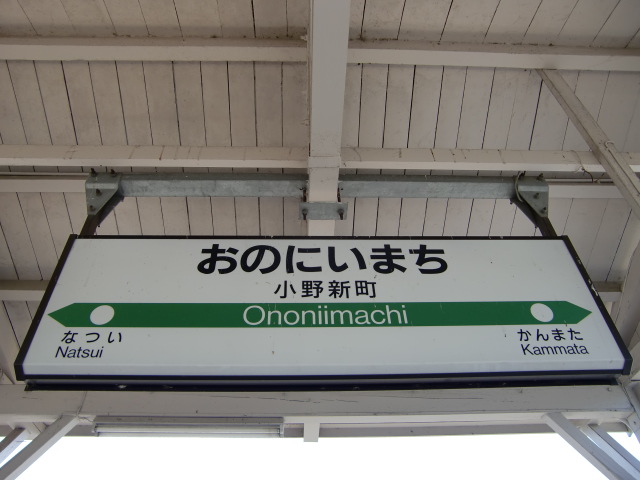 おのにいまち
小野新町
Ononiimachi
なつい
Natsui
かんまた
Kammata